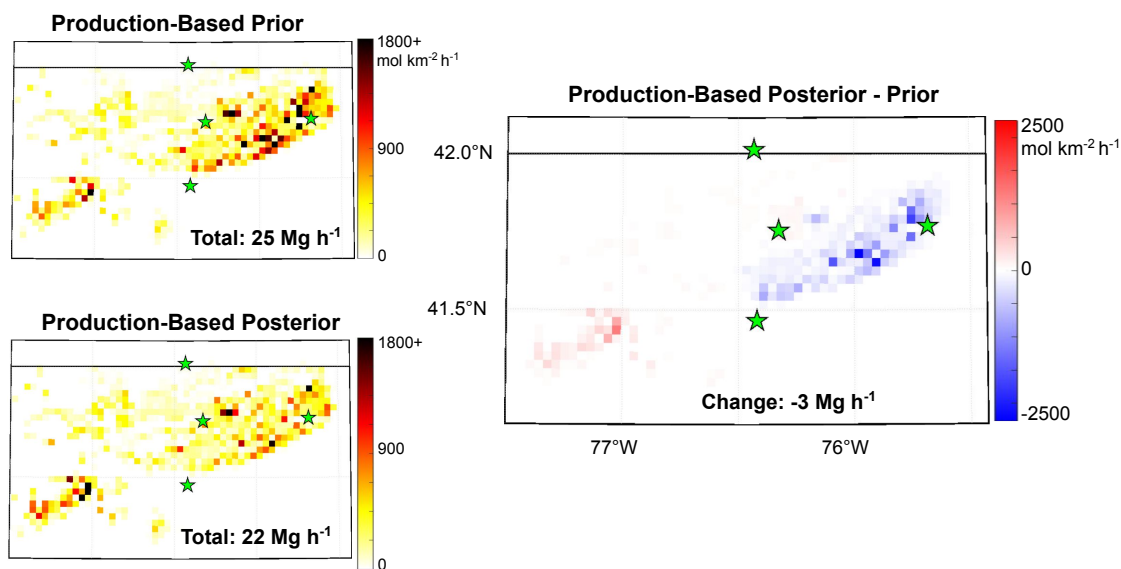 Production-Based Prior
1800+
mol km-2 h-1
900
0
Total: 25 Mg h-1
Production-Based Posterior
1800+
900
0
Total: 22 Mg h-1
Production-Based Posterior - Prior
2500
mol km-2 h-1
0
-2500
42.0°N
41.5°N
Change: -3 Mg h-1
77°W
76°W